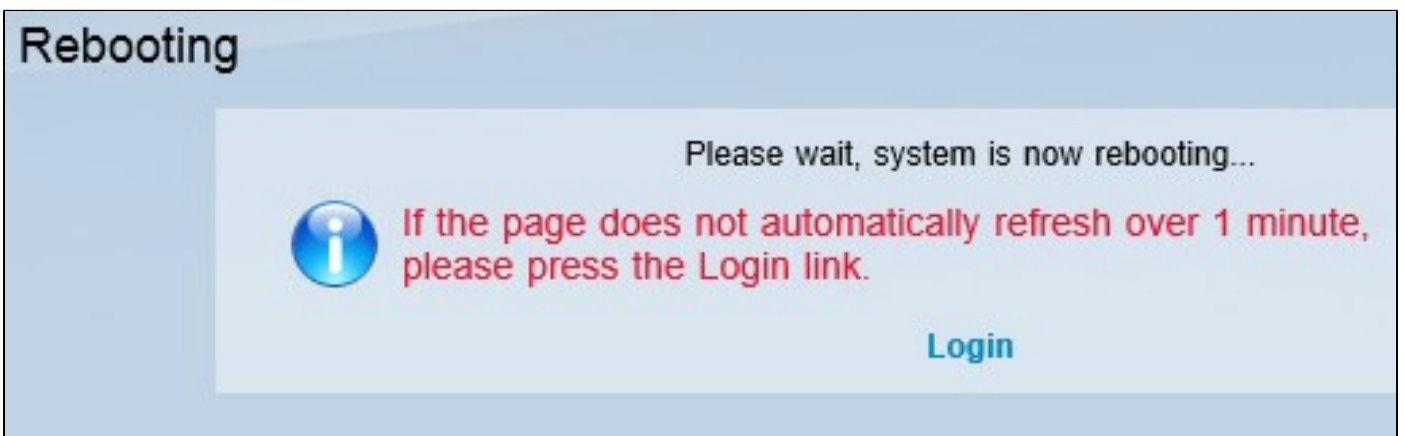 Rebooting
Please wait, system is now rebooting...
If the page does not automatically refresh over 1 minute,
please press the Login link.
Login